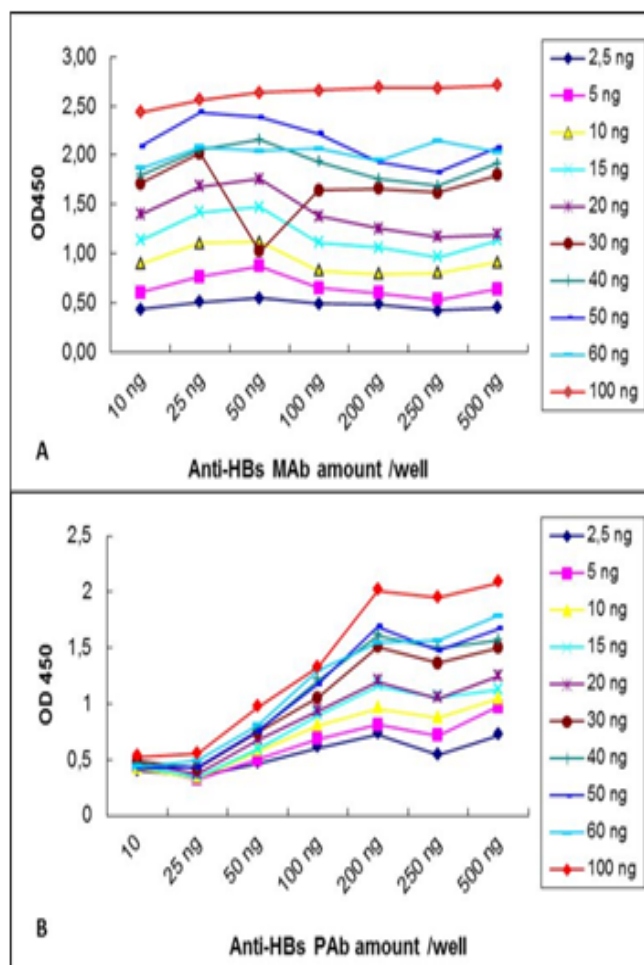 3,00
2,50
2,00
1,50
1,00
0,50
0,00
OD450
10 ng
25 ng
50 ng
100 ng
200 ng
250 ng
500 ng
A
Anti-HBs MAb amount /well
2,5 ng
5 ng
10 ng
15 ng
20 ng
30 ng
40 ng
50 ng
60 ng
100 ng
2,5
2
1,5
1
0,5
0
OD 450
10
25 ng
50 ng
100 ng
200 ng
250 ng
500 ng
B
Anti-HBs PAb amount /well
2,5 ng
5 ng
10 ng
15 ng
20 ng
30 ng
40 ng
50 ng
60 ng
100 ng